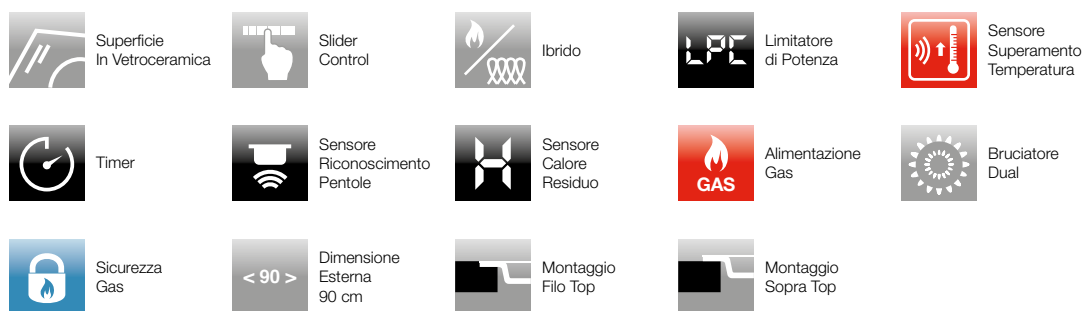 Superficie
In Vetroceramica
Slider
Control
Ibrido
LPC
Limitatore
di Potenza
Sensore
Superamento
Temperatura
Timer
Sensore
Riconoscimento
Pentole
H
Sensore
Calore
Residuo
GAS
Alimentazione
Gas
Bruciatore
Dual
Sicurezza
Gas
< 90 >
Dimensione
Esterna
90 cm
Montaggio
Filo Top
Montaggio
Sopra Top